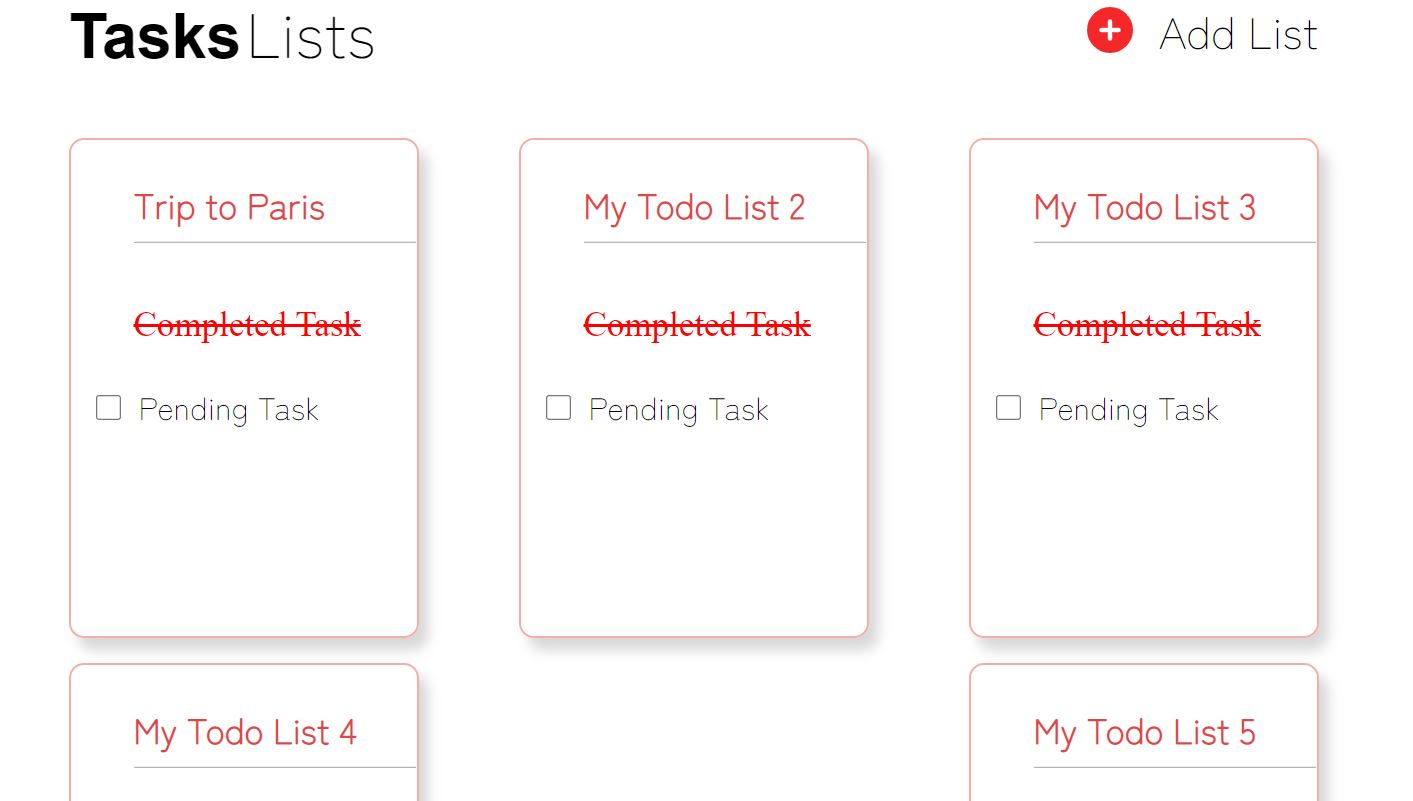 Tasks Lists
Add List
Trip to Paris
Completed Task
Pending Task
My Todo List 2
Completed Task
Pending Task
My Todo List 3
Completed Task
Pending Task
My Todo List 4
My Todo List 5